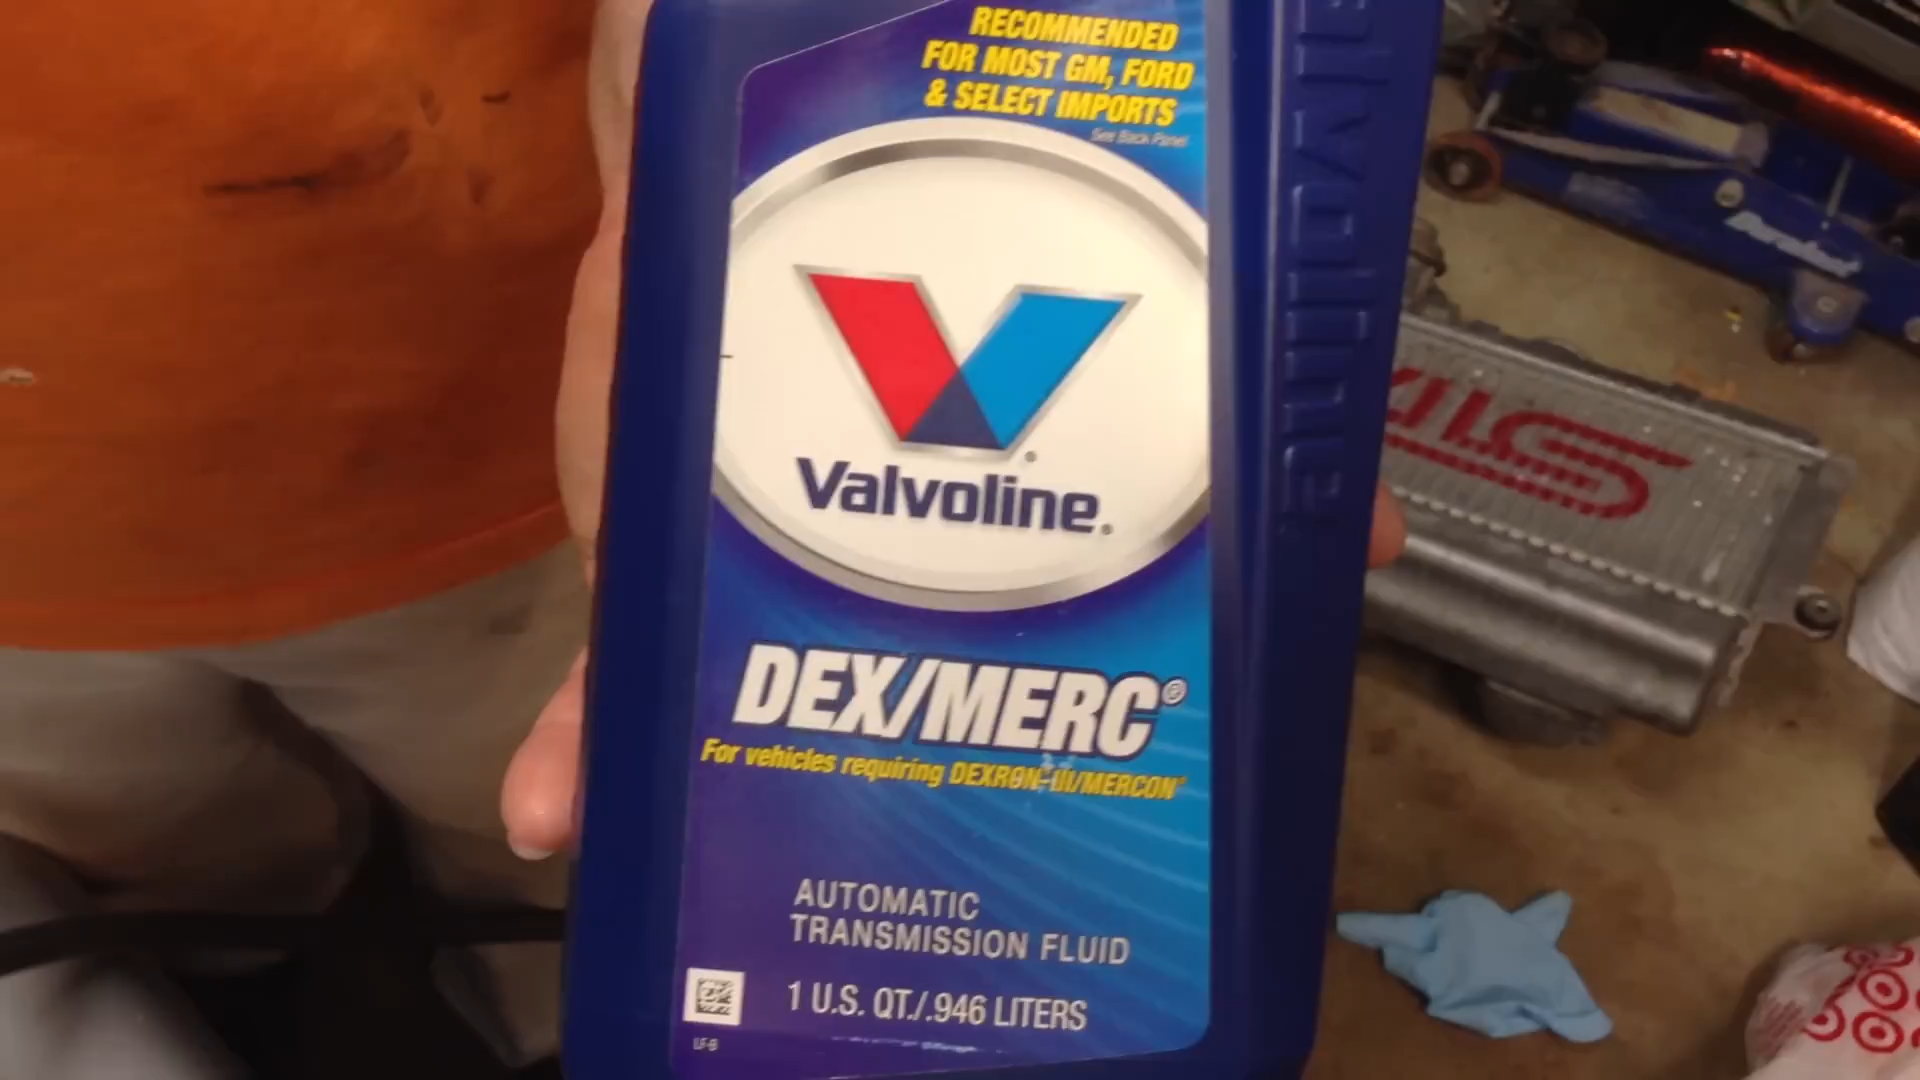 RECOMMENDED
FOR MOST GM, FORD
& SELECT IMPORTS
See Back Panel
Valvoline®
DEX/MERC®
For vehicles requiring DEXRON-III/MERCON®
AUTOMATIC
TRANSMISSION FLUID
1 U.S. QT./.946 LITERS
LF-B
Valvoline
STI